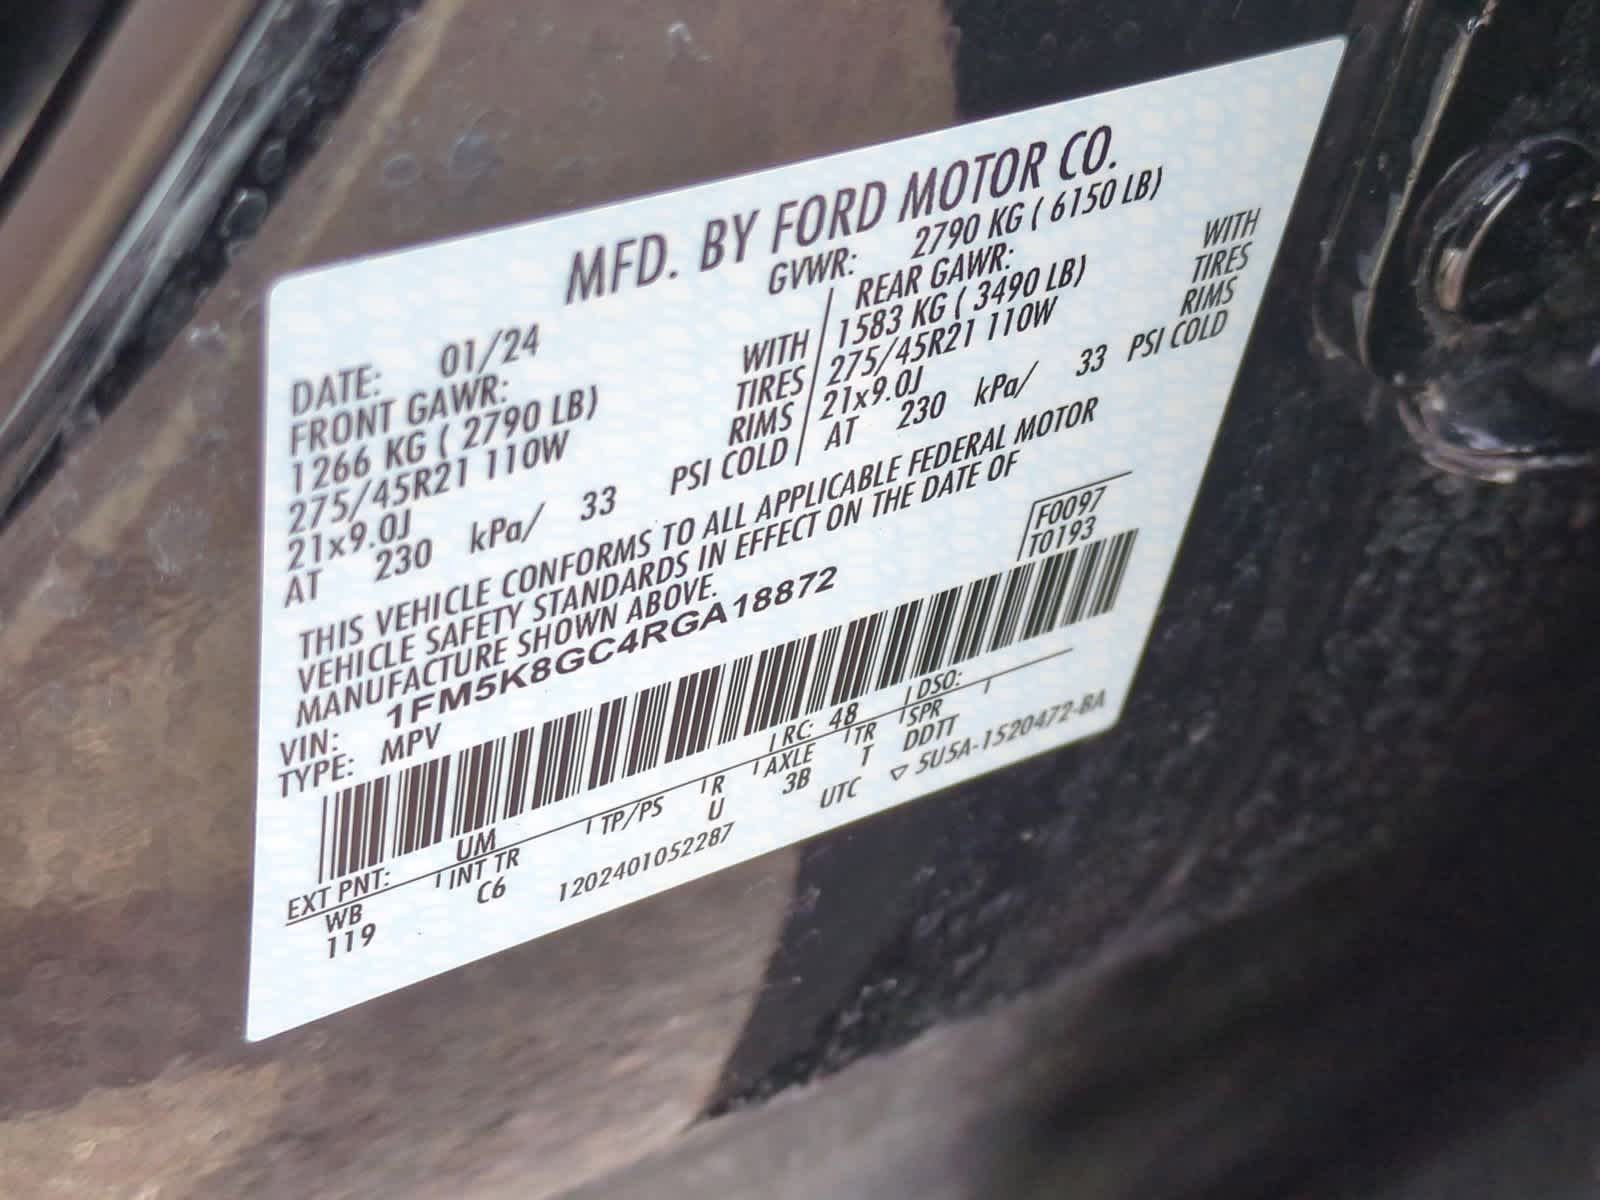 MFD. BY FORD MOTOR CO.
GVWR: 2790 KG ( 6150 LB)
DATE: 01/24
FRONT GAWR:
1266 KG ( 2790 LB) WITH
275/45R21 110W TIRES
21x9.0J RIMS
AT 230 kPa/ 33 PSI COLD
REAR GAWR:
1583 KG ( 3490 LB) WITH
275/45R21 110W TIRES
21x9.0J RIMS
AT 230 kPa/ 33 PSI COLD
THIS VEHICLE CONFORMS TO ALL APPLICABLE FEDERAL MOTOR
VEHICLE SAFETY STANDARDS IN EFFECT ON THE DATE OF
MANUFACTURE SHOWN ABOVE.
VIN: 1FM5K8GC4RGA18872
TYPE: MPV
F0097
T0193
EXT PNT: UM RC: 48 DSO:
WB INT TR TP/PS R AXLE TR SPR
119 C6 U 3B T DDTT
1202401052287 UTC ▽ 5U5A-1520472-BA